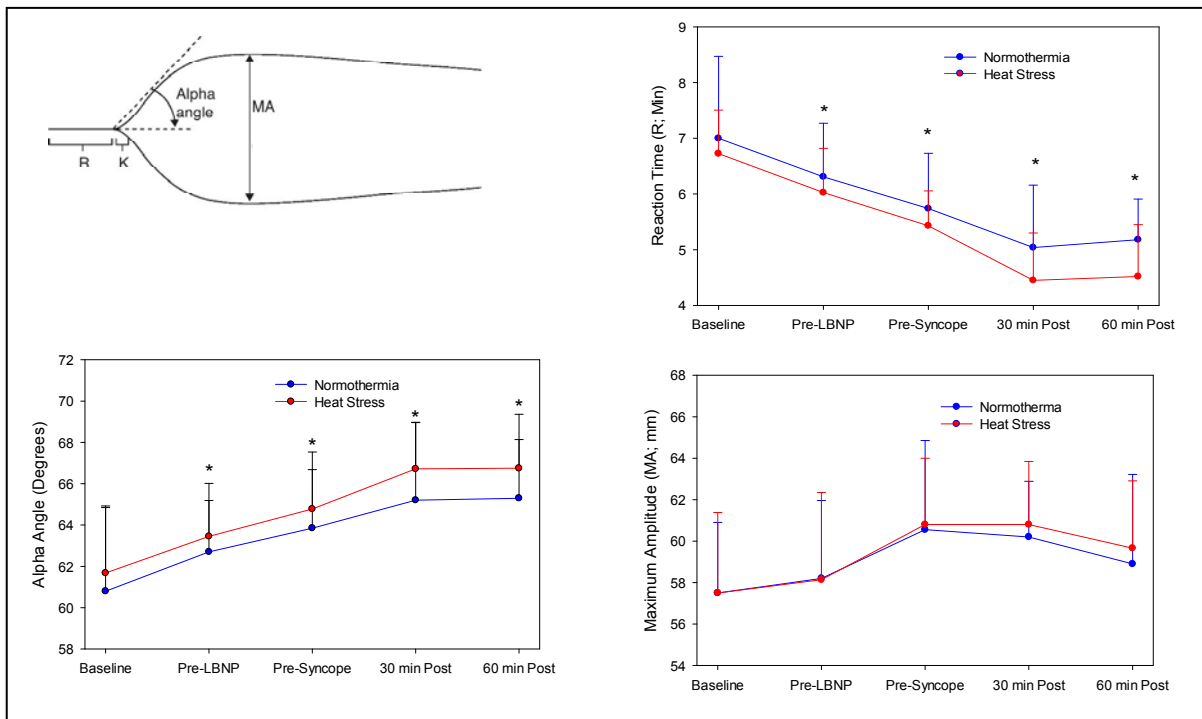 Alpha
angle
MA
R
K
9
8
7
6
5
4
Reaction Time (R; Min)
Normothermia
Heat Stress
*
*
*
*
Baseline
Pre-LBNP
Pre-Syncope
30 min Post
60 min Post
72
70
68
66
64
62
60
58
Alpha Angle (Degrees)
Normothermia
Heat Stress
*
*
*
*
Baseline
Pre-LBNP
Pre-Syncope
30 min Post
60 min Post
68
66
64
62
60
58
56
54
Maximum Amplitude (MA; mm)
Normotherma
Heat Stress
Baseline
Pre-LBNP
Pre-Syncope
30 min Post
60 min Post